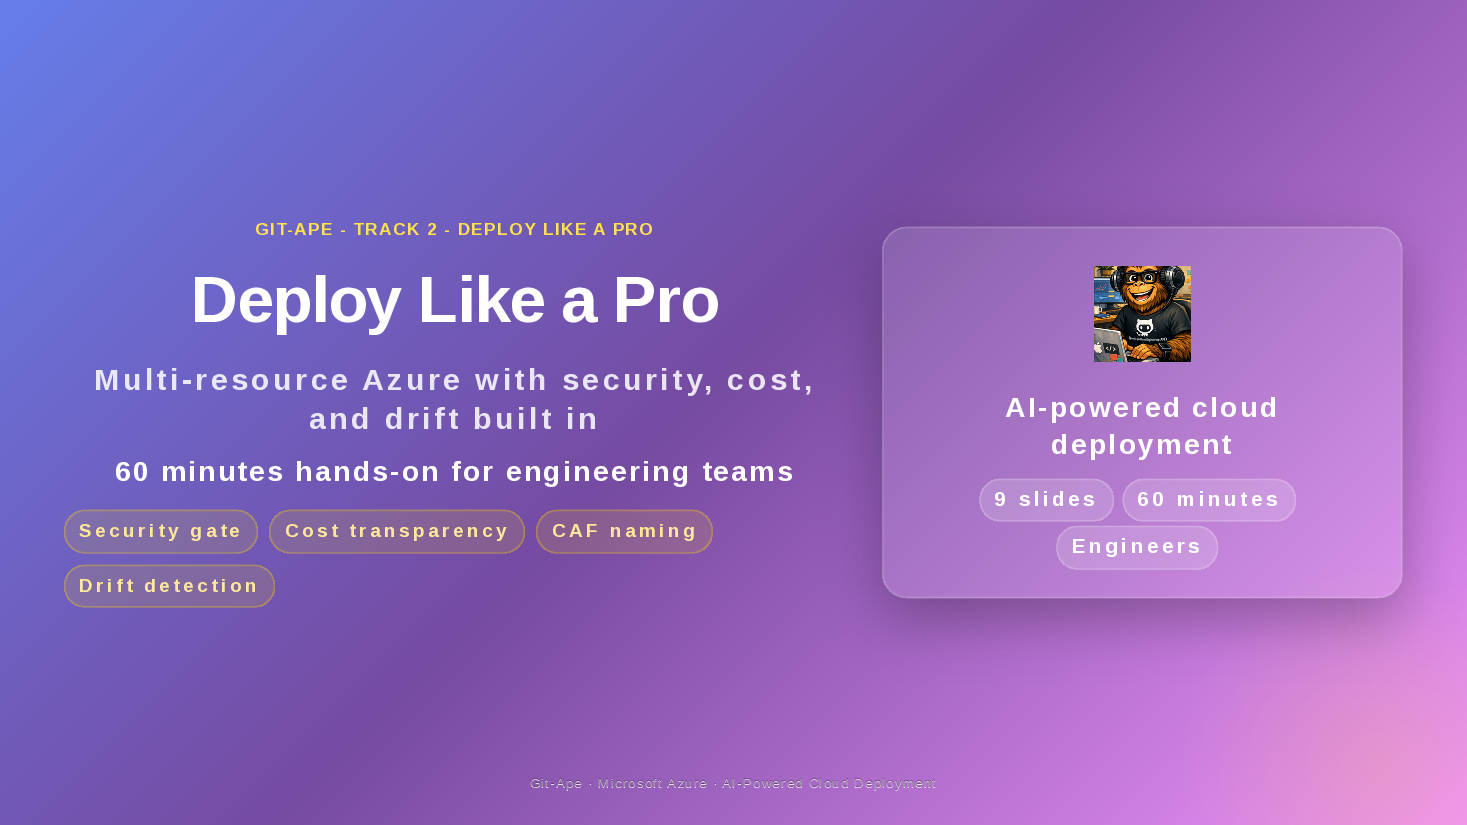 GIT-APE - TRACK 2 - DEPLOY LIKE A PRO
Deploy Like a Pro
Multi-resource Azure with security, cost,
and drift built in
60 minutes hands-on for engineering teams
Security gate
Cost transparency
CAF naming
Drift detection
AI-powered cloud
deployment
9 slides
60 minutes
Engineers
Git-Ape · Microsoft Azure · AI-Powered Cloud Deployment